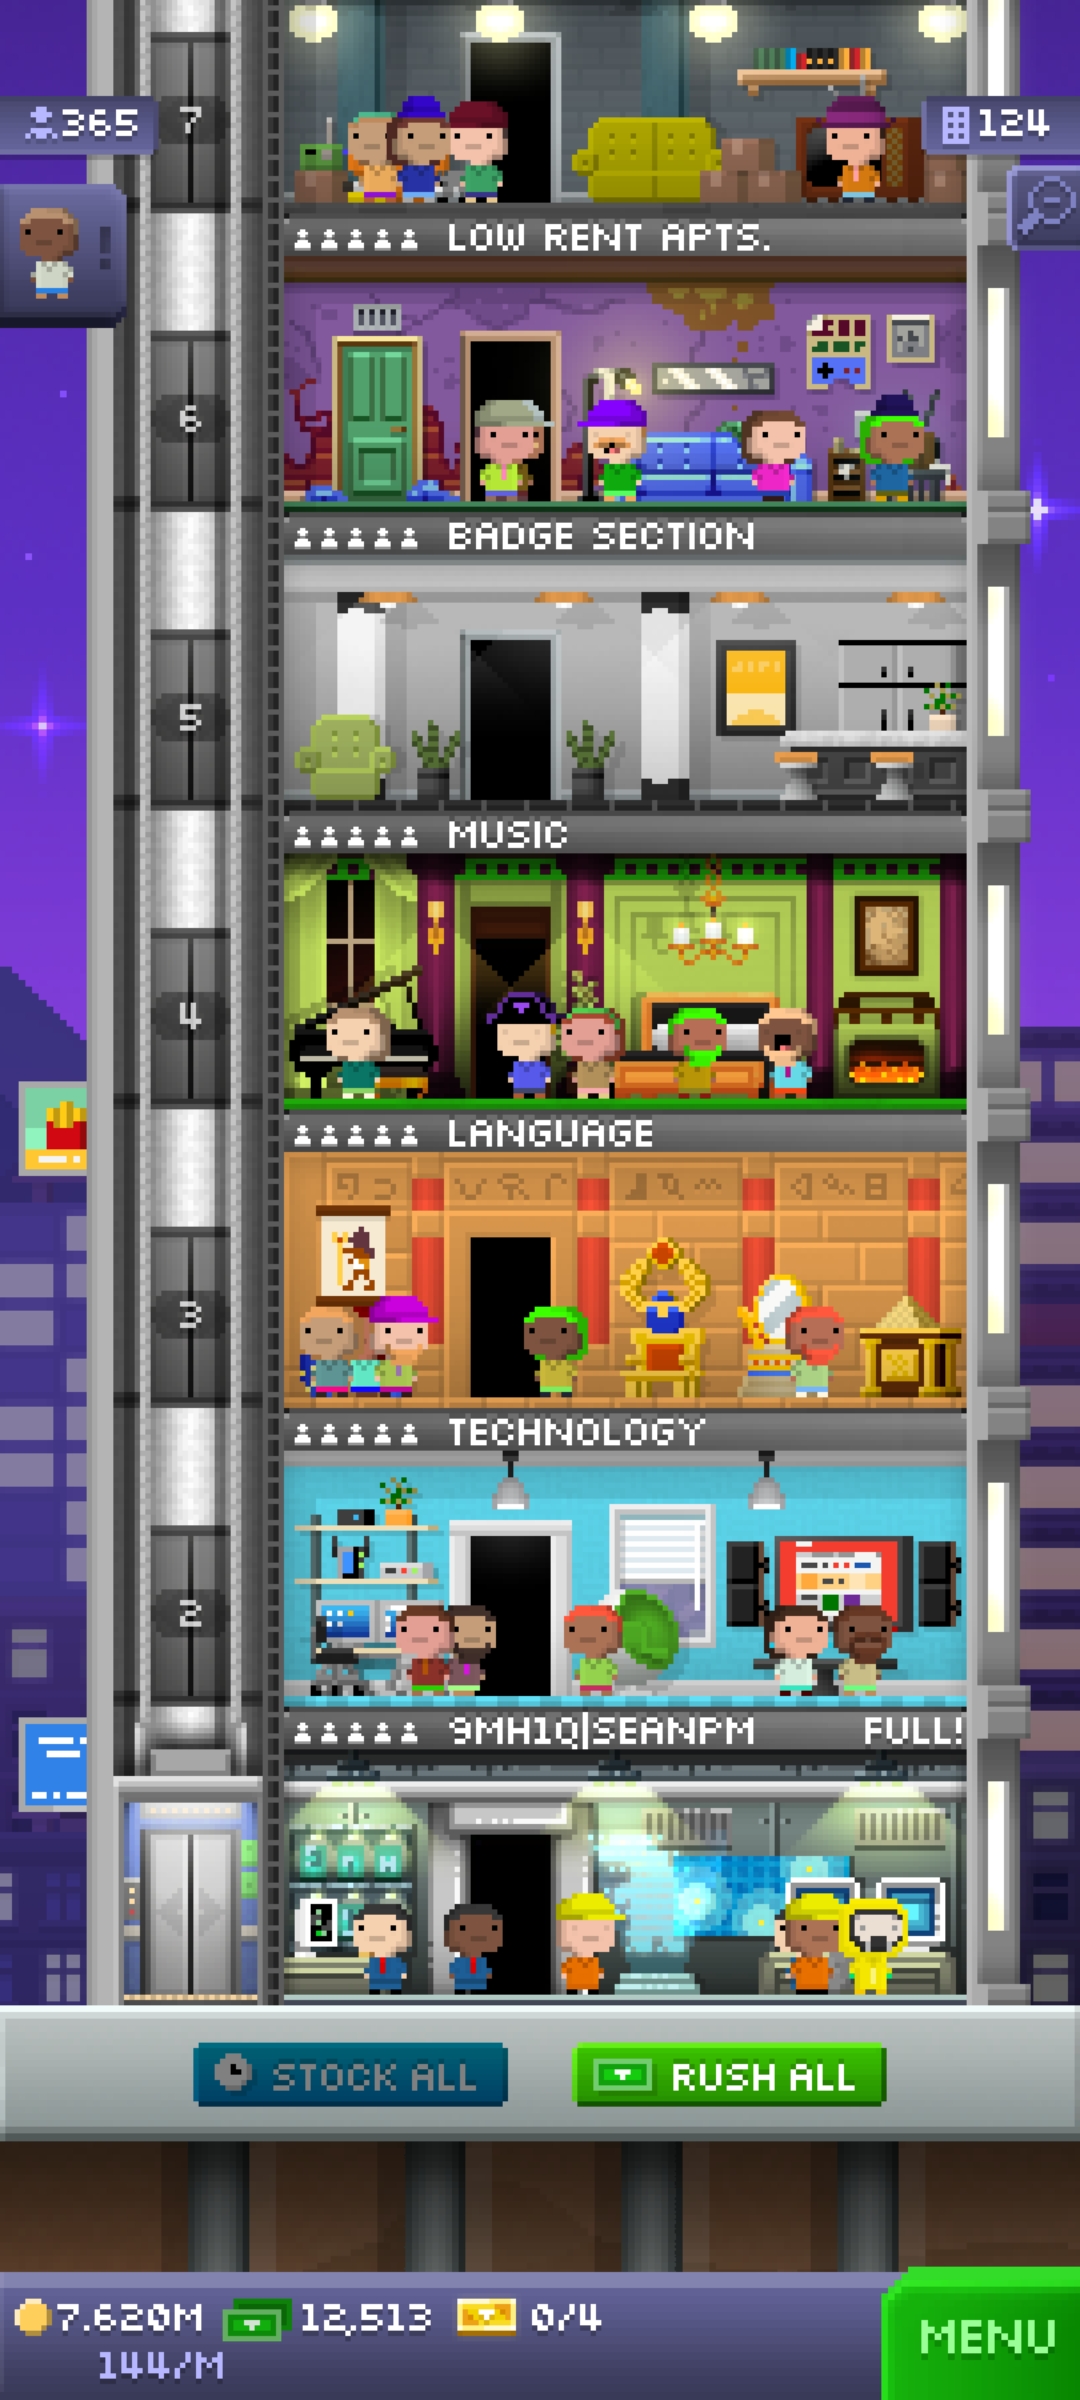 7
365
124
LOW RENT APTS.
6
BADGE SECTION
5
MUSIC
4
LANGUAGE
3
TECHNOLOGY
2
9MH1Q|SEANPM FULL!
STOCK ALL
RUSH ALL
7.620M 12,513 0/4
144/M
MENU